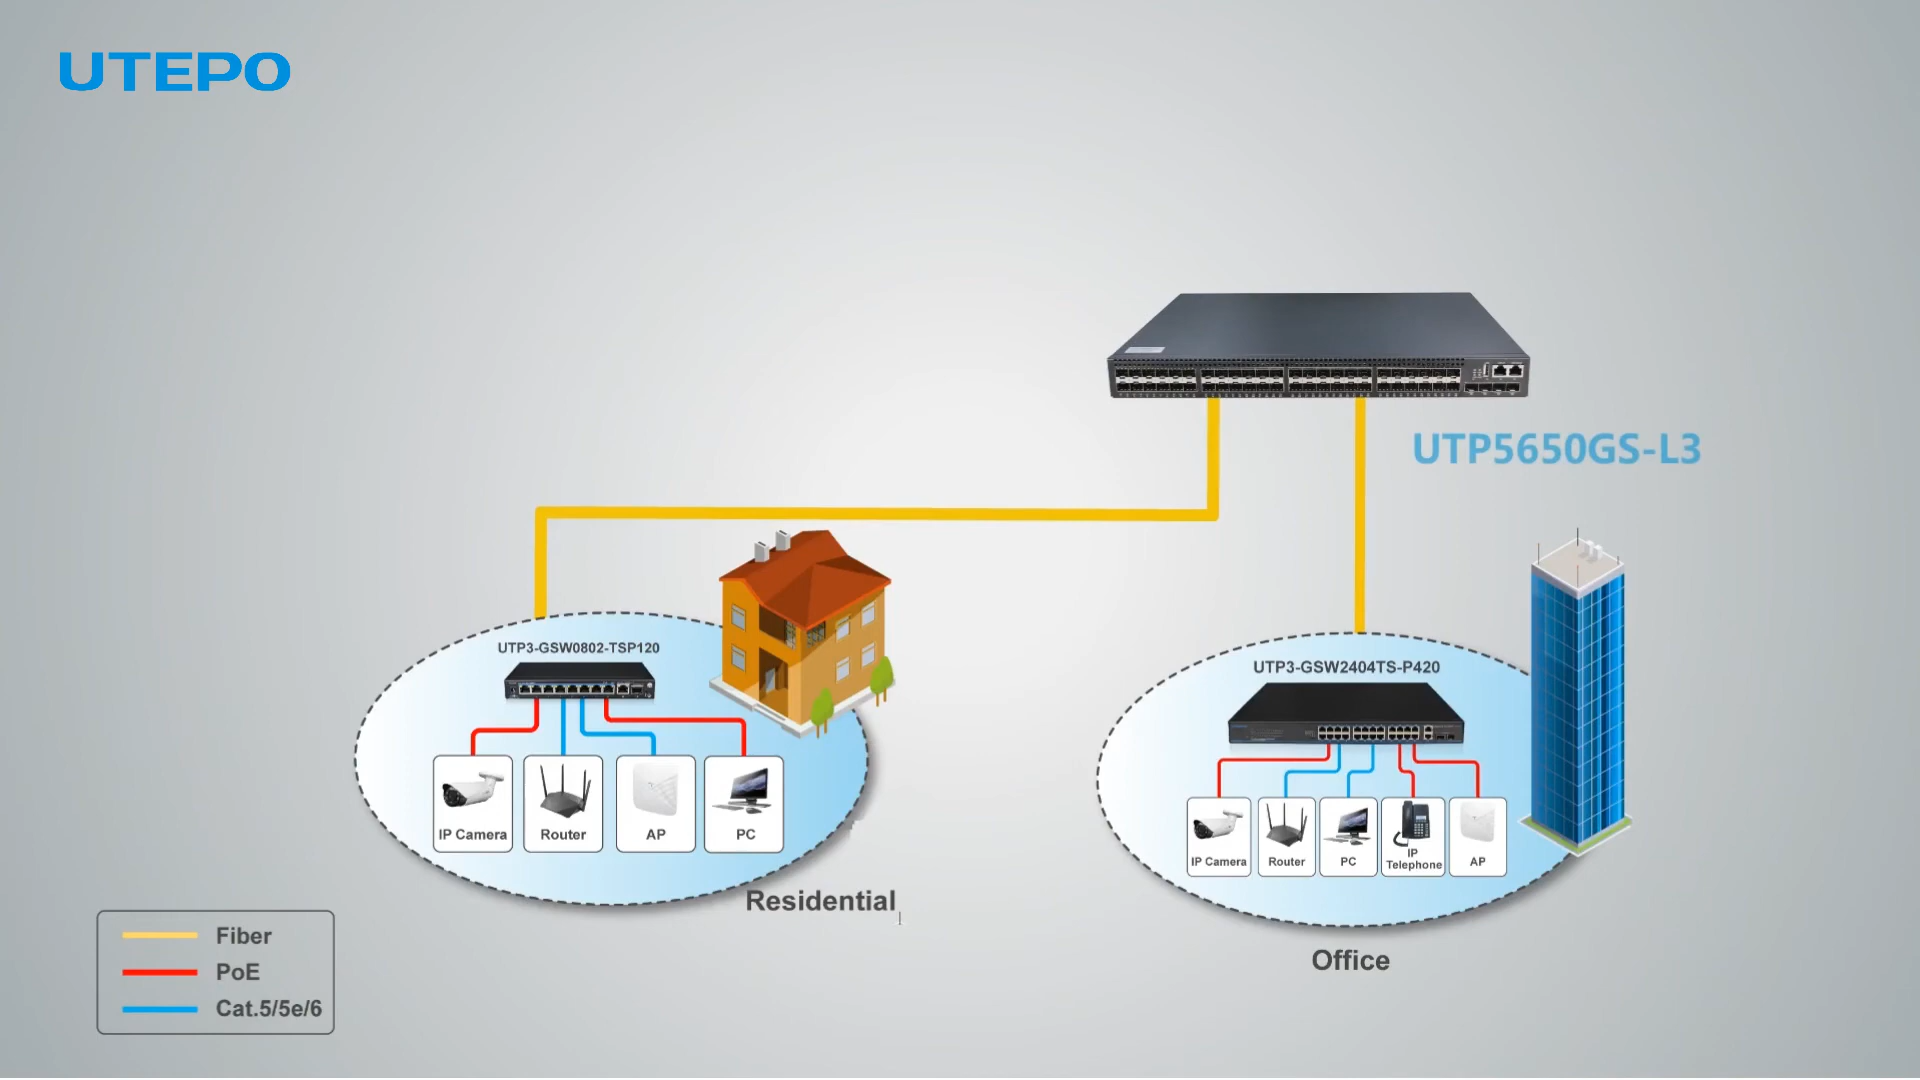 UTEPO
UTP5650GS-L3
UTP3-GSW0802-TSP120
IP Camera
Router
AP
PC
Residential
UTP3-GSW2404TS-P420
IP Camera
Router
PC
IP
Telephone
AP
Office
Fiber
PoE
Cat.5/5e/6